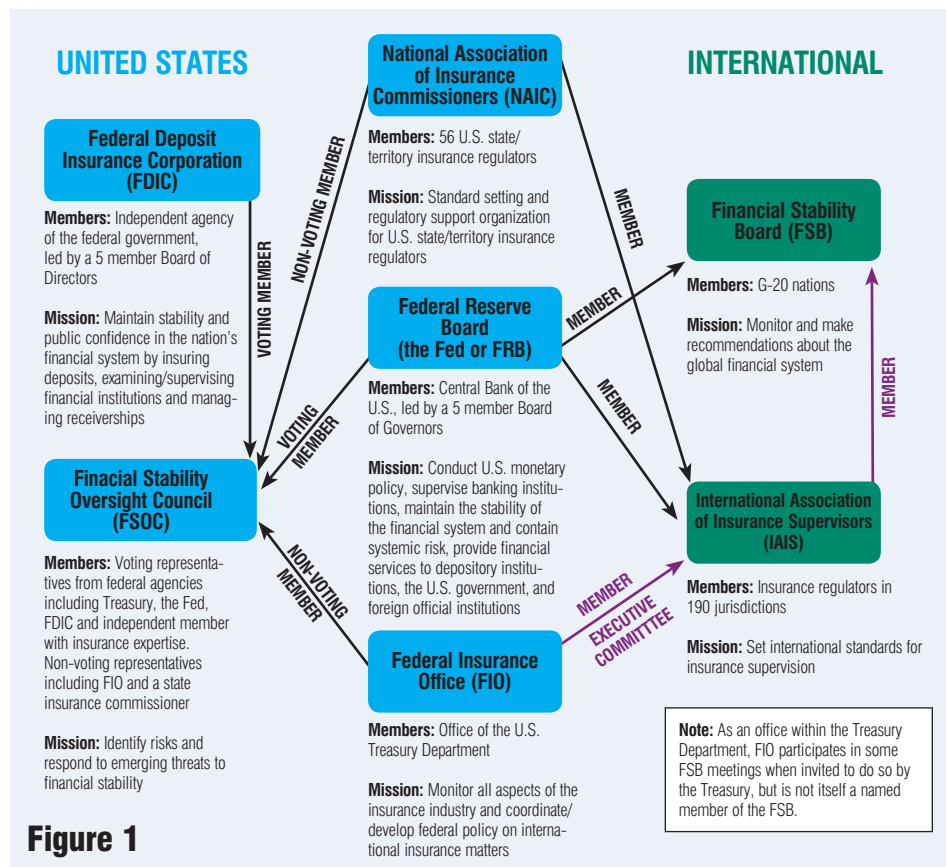 UNITED STATES
Federal Deposit
Insurance Corporation
(FDIC)
Members: Independent agency
of the federal government,
led by a 5 member Board of
Directors
Mission: Maintain stability and
public confidence in the nation's
financial system by insuring
deposits, examining/supervising
financial institutions and manag-
ing receiverships
VOTING MEMBER
Finacial Stability
Oversight Council
(FSOC)
Members: Voting representa-
tives from federal agencies
including Treasury, the Fed,
FDIC and independent member
with insurance expertise.
Non-voting representatives
including FIO and a state
insurance commissioner
Mission: Identify risks and
respond to emerging threats to
financial stability
National Association
of Insurance
Commissioners (NAIC)
Members: 56 U.S. state/
territory insurance regulators
Mission: Standard setting and
regulatory support organization
for U.S. state/territory insurance
regulators
NON-VOTING MEMBER
MEMBER
Federal Reserve
Board
(the Fed or FRB)
Members: Central Bank of the
U.S., led by a 5 member Board
of Governors
Mission: Conduct U.S. monetary
policy, supervise banking institu-
tions, maintain the stability of
the financial system and contain
systemic risk, provide financial
services to depository institu-
tions, the U.S. government, and
foreign official institutions
VOTING
MEMBER
MEMBER
MEMBER
Federal Insurance
Office (FIO)
Members: Office of the U.S.
Treasury Department
Mission: Monitor all aspects of the
insurance industry and coordinate/
develop federal policy on interna-
tional insurance matters
NON-VOTING
MEMBER
MEMBER
EXECUTIVE
COMMITTTEE
INTERNATIONAL
Financial Stability
Board (FSB)
Members: G-20 nations
Mission: Monitor and make
recommendations about the
global financial system
MEMBER
International Association
of Insurance Supervisors
(IAIS)
Members: Insurance regulators in
190 jurisdictions
Mission: Set international standards for
insurance supervision
Note: As an office within the Treasury
Department, FIO participates in some
FSB meetings when invited to do so by
the Treasury, but is not itself a named
member of the FSB.
Figure 1